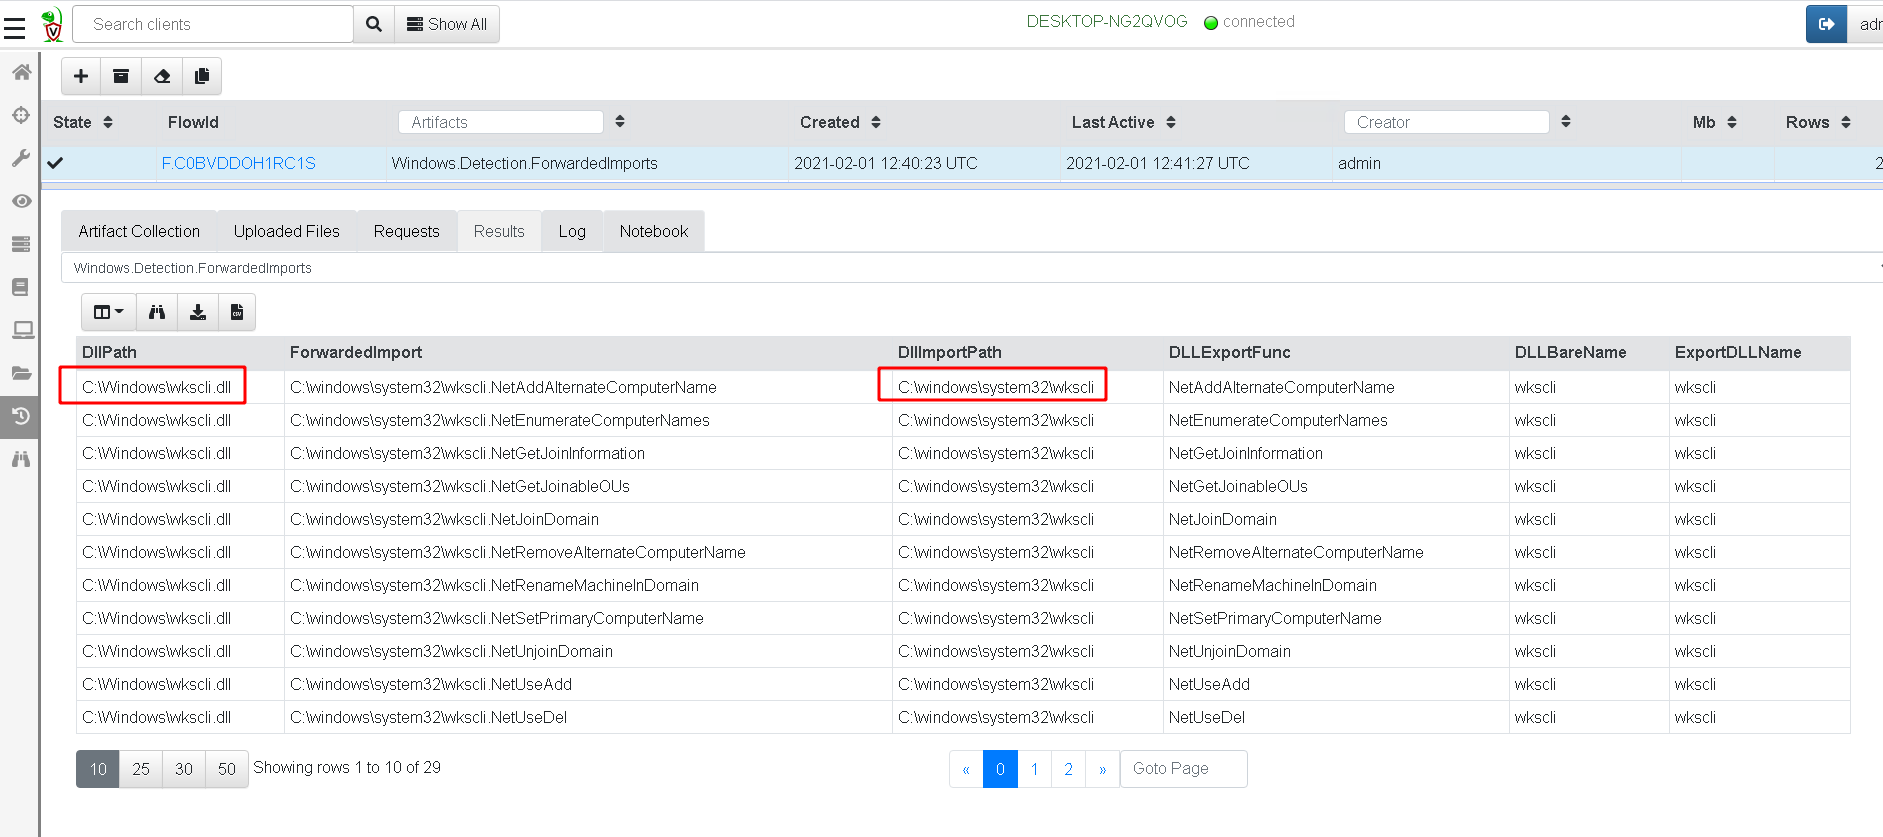 Search clients Show All DESKTOP-NG2QVOG connected adm
State FlowId Artifacts Created Last Active Creator Mb Rows
F.C0BVDDOH1RC1S Windows.Detection.ForwardedImports 2021-02-01 12:40:23 UTC 2021-02-01 12:41:27 UTC admin 2
Artifact Collection Uploaded Files Requests Results Log Notebook
Windows.Detection.ForwardedImports
DllPath ForwardedImport DllImportPath DLLExportFunc DLLBareName ExportDLLName
C:\Windows\wkscli.dll C:\windows\system32\wkscli.NetAddAlternateComputerName C:\windows\system32\wkscli NetAddAlternateComputerName wkscli wkscli
C:\Windows\wkscli.dll C:\windows\system32\wkscli.NetEnumerateComputerNames C:\windows\system32\wkscli NetEnumerateComputerNames wkscli wkscli
C:\Windows\wkscli.dll C:\windows\system32\wkscli.NetGetJoinInformation C:\windows\system32\wkscli NetGetJoinInformation wkscli wkscli
C:\Windows\wkscli.dll C:\windows\system32\wkscli.NetGetJoinableOUs C:\windows\system32\wkscli NetGetJoinableOUs wkscli wkscli
C:\Windows\wkscli.dll C:\windows\system32\wkscli.NetJoinDomain C:\windows\system32\wkscli NetJoinDomain wkscli wkscli
C:\Windows\wkscli.dll C:\windows\system32\wkscli.NetRemoveAlternateComputerName C:\windows\system32\wkscli NetRemoveAlternateComputerName wkscli wkscli
C:\Windows\wkscli.dll C:\windows\system32\wkscli.NetRenameMachineInDomain C:\windows\system32\wkscli NetRenameMachineInDomain wkscli wkscli
C:\Windows\wkscli.dll C:\windows\system32\wkscli.NetSetPrimaryComputerName C:\windows\system32\wkscli NetSetPrimaryComputerName wkscli wkscli
C:\Windows\wkscli.dll C:\windows\system32\wkscli.NetUnjoinDomain C:\windows\system32\wkscli NetUnjoinDomain wkscli wkscli
C:\Windows\wkscli.dll C:\windows\system32\wkscli.NetUseAdd C:\windows\system32\wkscli NetUseAdd wkscli wkscli
C:\Windows\wkscli.dll C:\windows\system32\wkscli.NetUseDel C:\windows\system32\wkscli NetUseDel wkscli wkscli
10 25 30 50 Showing rows 1 to 10 of 29 « 0 1 2 » Goto Page